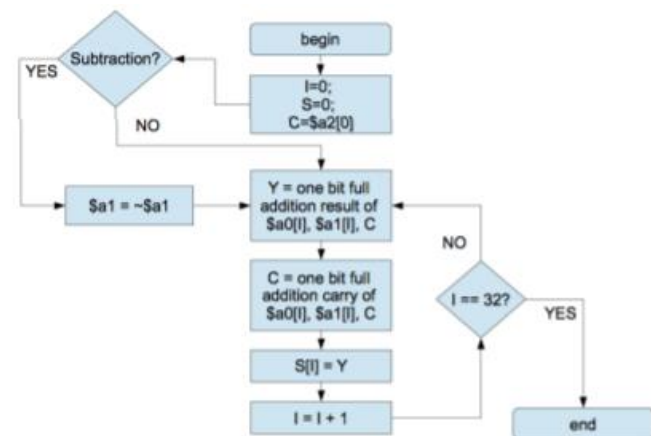 begin
I=0;
S=0;
C=$a2[0]
Subtraction?
YES
NO
$a1 = ~$a1
Y = one bit full
addition result of
$a0[I], $a1[I], C
C = one bit full
addition carry of
$a0[I], $a1[I], C
S[I] = Y
I = I + 1
NO
I == 32?
YES
end